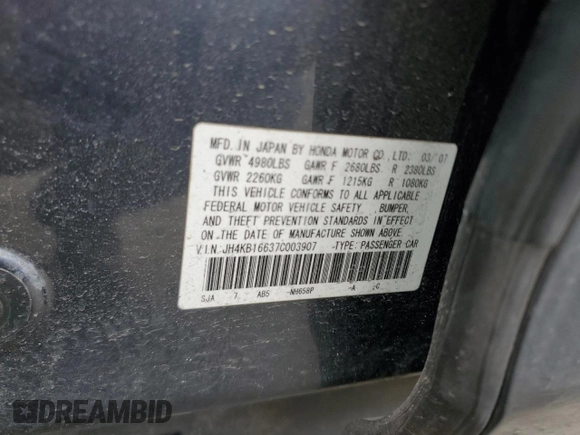 MFD. IN JAPAN BY HONDA MOTOR CO., LTD. 03/07
GVWR 4980LBS GAWR F 2680LBS R 2380LBS
GVWR 2260KG GAWR F 1215KG R 1080KG
THIS VEHICLE CONFORMS TO ALL APPLICABLE
FEDERAL MOTOR VEHICLE SAFETY, BUMPER,
AND THEFT PREVENTION STANDARDS IN EFFECT
ON THE DATE OF MANUFACTURE SHOWN ABOVE.
V.I.N. JH4KB16637C003907 TYPE: PASSENGER CAR
SJA 7 AB5 -NH658P -A -C
DREAMBID